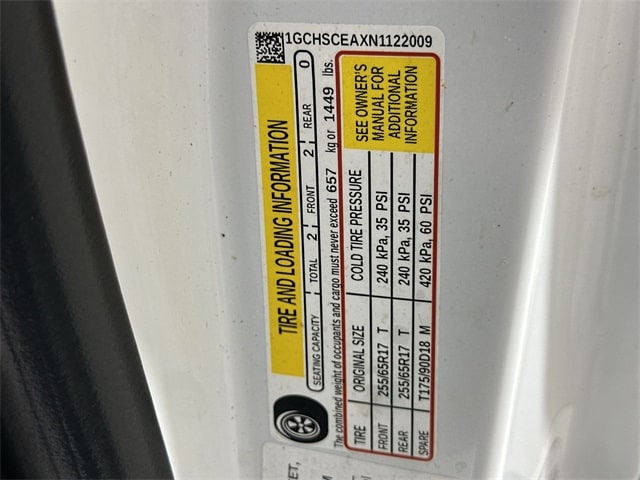 1GCHSCEAXN1122009
TIRE AND LOADING INFORMATION
SEATING CAPACITY TOTAL 2 FRONT 2 REAR 0
The combined weight of occupants and cargo must never exceed 657 kg or 1449 lbs.
TIRE ORIGINAL SIZE COLD TIRE PRESSURE
FRONT 255/65R17 T 240 kPa, 35 PSI
REAR 255/65R17 T 240 kPa, 35 PSI
SPARE T175/90D18 M 420 kPa, 60 PSI
SEE OWNER'S
MANUAL FOR
ADDITIONAL
INFORMATION